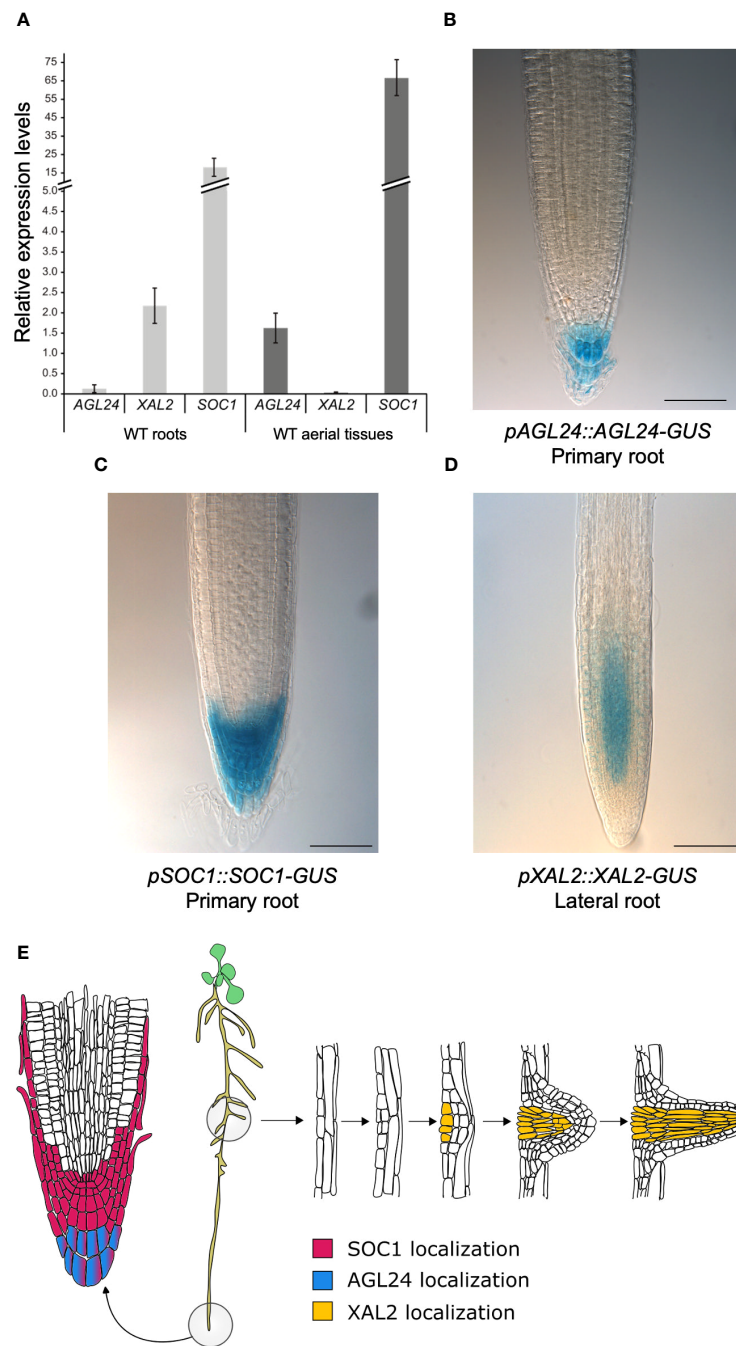 A
Relative expression levels
75
65
55
45
35
25
15
5.0
4.5
4.0
3.5
3.0
2.5
2.0
1.5
1.0
0.5
0.0
AGL24 XAL2 SOC1 AGL24 XAL2 SOC1
WT roots WT aerial tissues
B
pAGL24::AGL24-GUS
Primary root
C
pSOC1::SOC1-GUS
Primary root
D
pXAL2::XAL2-GUS
Lateral root
E
SOC1 localization
AGL24 localization
XAL2 localization